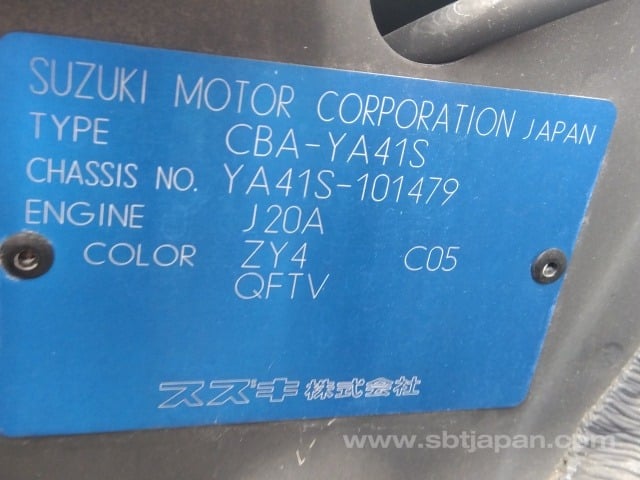 SUZUKI MOTOR CORPORATION JAPAN
TYPE CBA-YA41S
CHASSIS NO. YA41S-101479
ENGINE J20A
COLOR ZY4 C05
QFTV
スズキ株式会社
www.sbtjapan.com